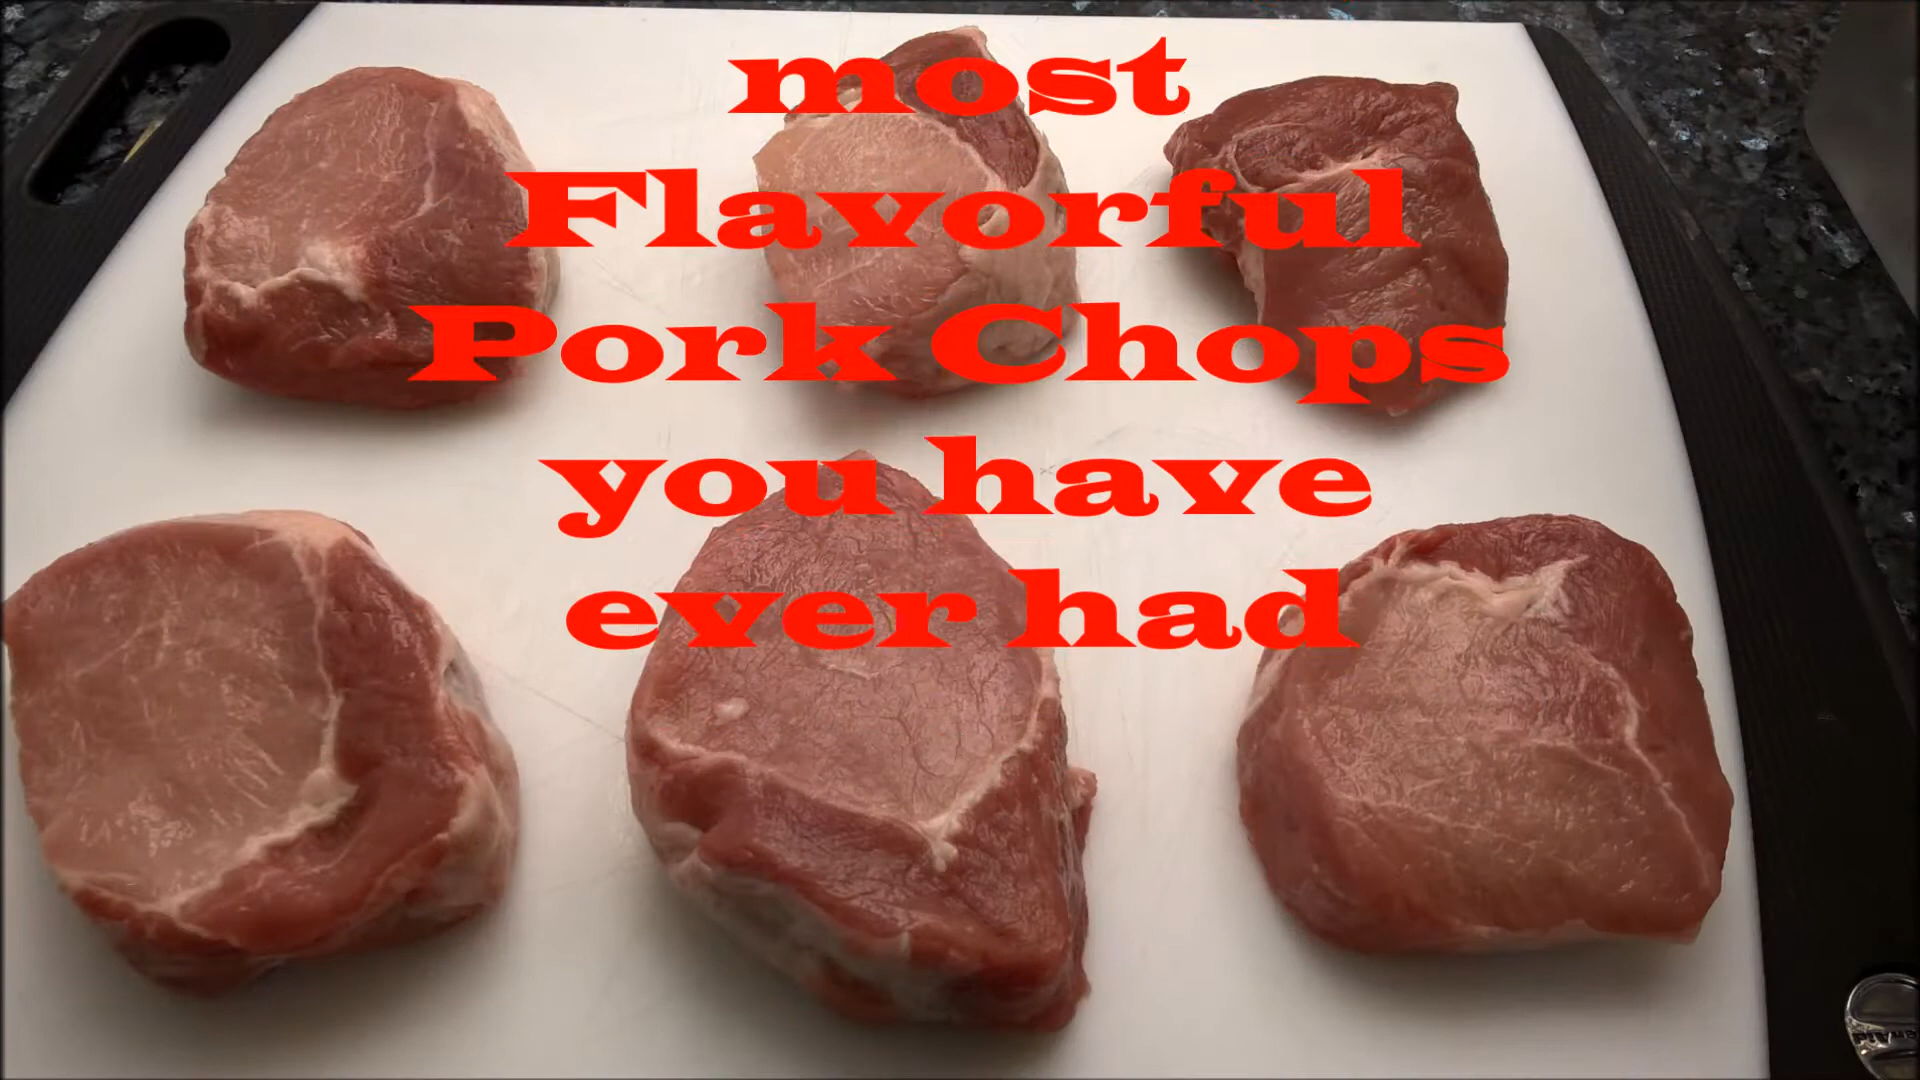 most
Flavorful
Pork Chops
you have
ever had